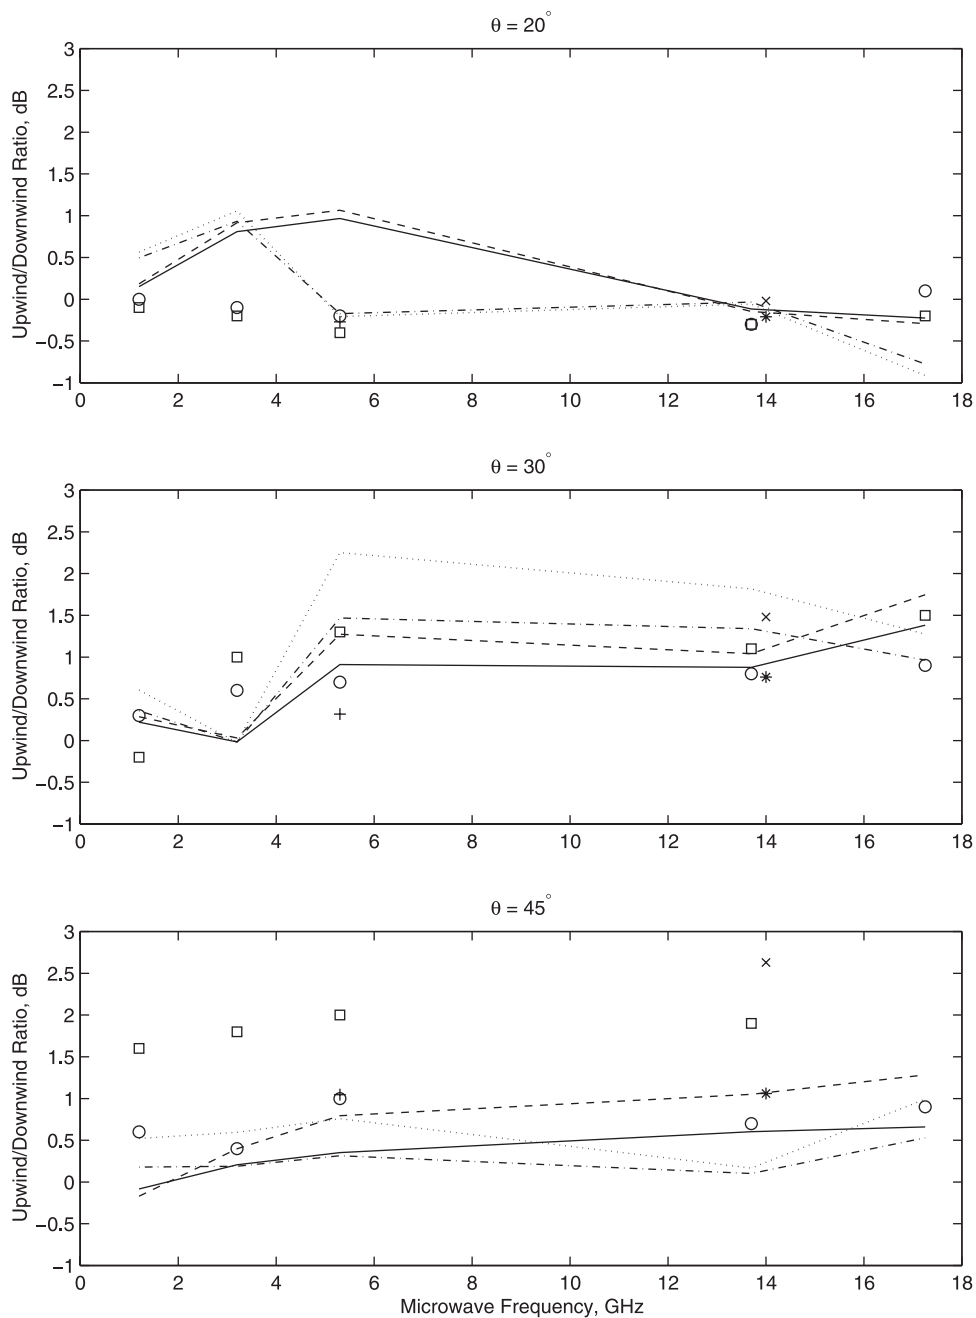 θ = 20°
3
2.5
2
1.5
1
0.5
0
−0.5
−1
Upwind/Downwind Ratio, dB
0 2 4 6 8 10 12 14 16 18
θ = 30°
3
2.5
2
1.5
1
0.5
0
−0.5
−1
Upwind/Downwind Ratio, dB
0 2 4 6 8 10 12 14 16 18
θ = 45°
3
2.5
2
1.5
1
0.5
0
−0.5
−1
Upwind/Downwind Ratio, dB
0 2 4 6 8 10 12 14 16 18
Microwave Frequency, GHz